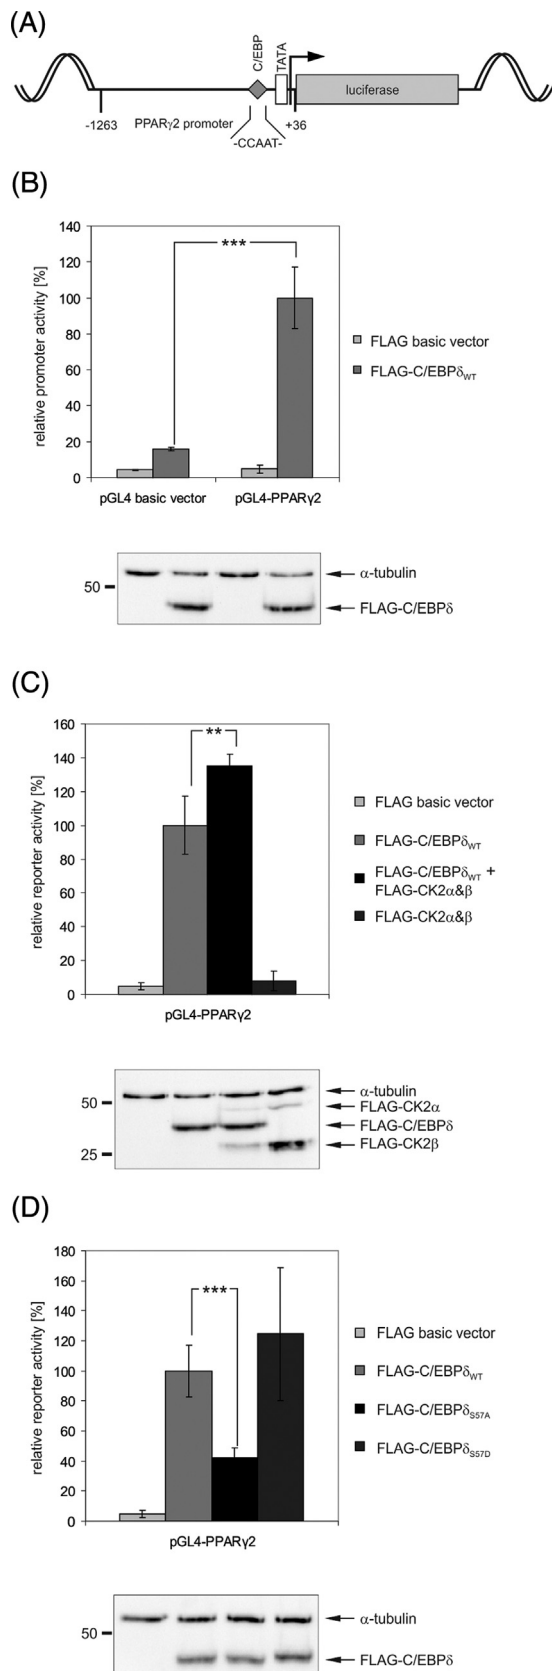 (A)
C/EBP
TATA
luciferase
-1263
PPARγ2 promoter
+36
-CCAAT-
(B)
relative promoter activity [%]
140
120
100
80
60
40
20
0
***
pGL4 basic vector
pGL4-PPARγ2
FLAG basic vector
FLAG-C/EBPδWT
50
α-tubulin
FLAG-C/EBPδ
(C)
relative reporter activity [%]
160
140
120
100
80
60
40
20
0
**
pGL4-PPARγ2
FLAG basic vector
FLAG-C/EBPδWT
FLAG-C/EBPδWT +
FLAG-CK2α&β
FLAG-CK2α&β
50
25
α-tubulin
FLAG-CK2α
FLAG-C/EBPδ
FLAG-CK2β
(D)
relative reporter activity [%]
180
160
140
120
100
80
60
40
20
0
***
pGL4-PPARγ2
FLAG basic vector
FLAG-C/EBPδWT
FLAG-C/EBPδS57A
FLAG-C/EBPδS57D
50
α-tubulin
FLAG-C/EBPδ